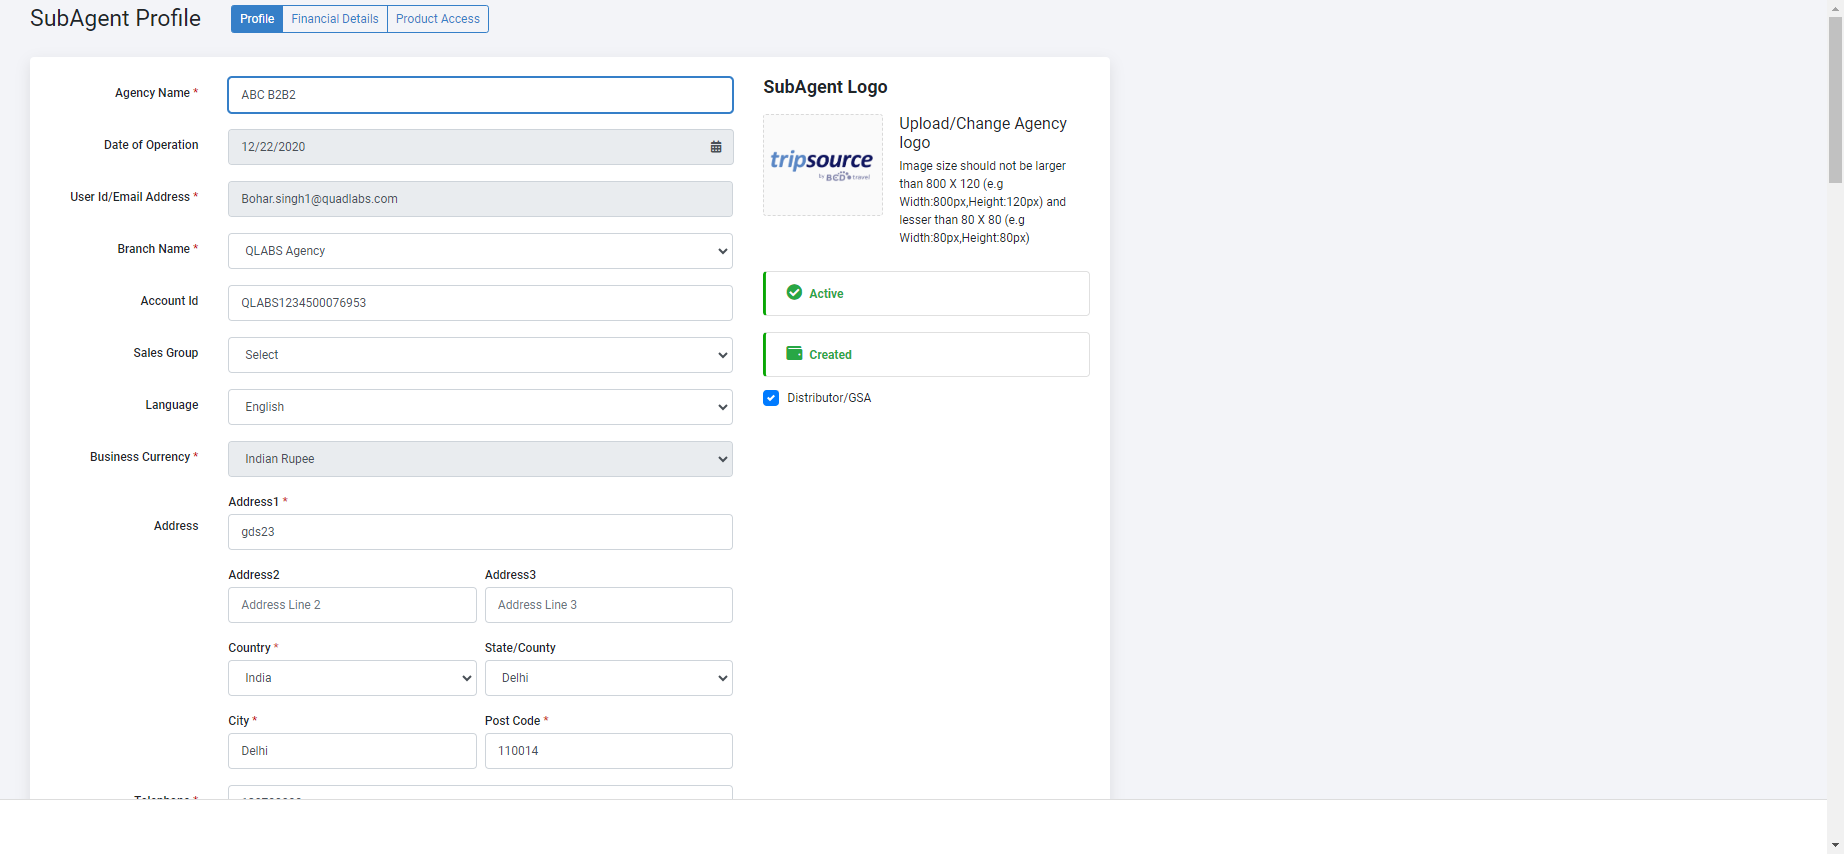 SubAgent Profile
Profile
Financial Details
Product Access
Agency Name *
ABC B2B2
Date of Operation
12/22/2020
User Id/Email Address *
Bohar.singh1@quadlabs.com
Branch Name *
QLABS Agency
Account Id
QLABS1234500076953
Sales Group
Select
Language
English
Business Currency *
Indian Rupee
Address
Address1 *
gds23
Address2
Address3
Address Line 2
Address Line 3
Country *
State/County
India
Delhi
City *
Post Code *
Delhi
110014
SubAgent Logo
tripsource
by BCD travel
Upload/Change Agency
logo
Image size should not be larger
than 800 X 120 (e.g
Width:800px,Height:120px) and
lesser than 80 X 80 (e.g
Width:80px,Height:80px)
Active
Created
Distributor/GSA